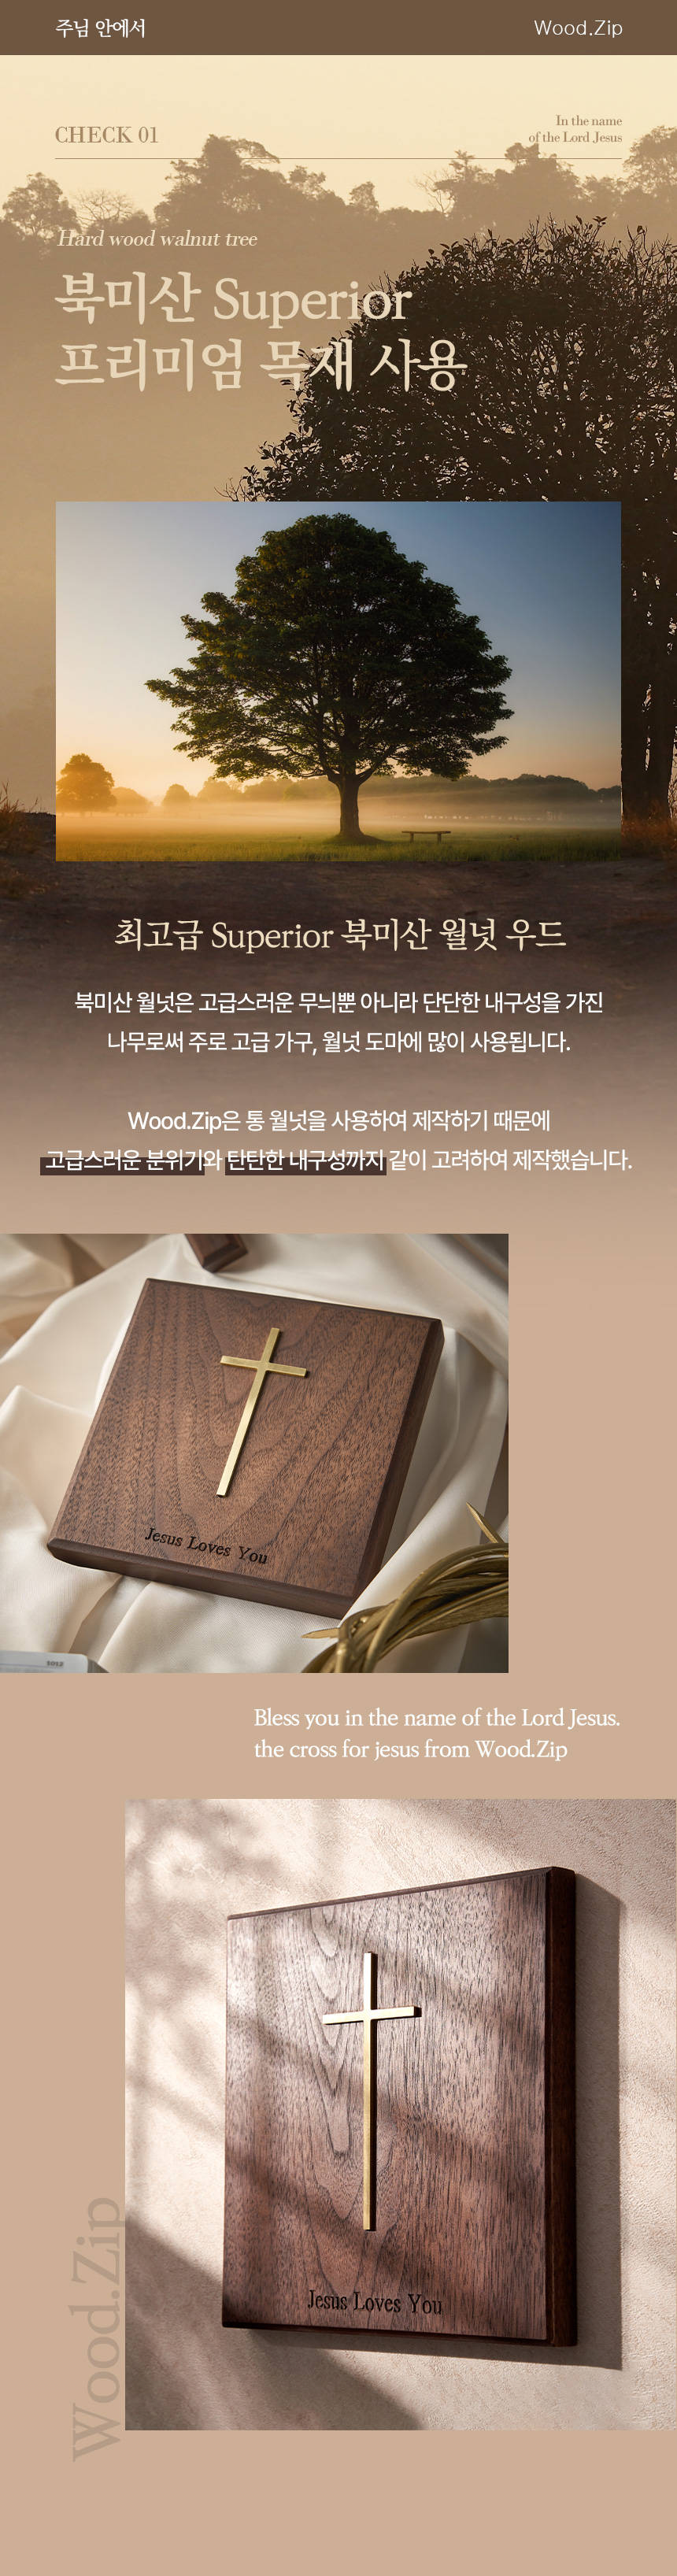 주님 안에서
Wood.Zip
CHECK 01
In the name
of the Lord Jesus
Hard wood walnut tree
북미산 Superior
프리미엄 목재 사용
최고급 Superior 북미산 월넛 우드
북미산 월넛은 고급스러운 무늬뿐 아니라 단단한 내구성을 가진
나무로써 주로 고급 가구, 월넛 도마에 많이 사용됩니다.
Wood.Zip은 통 월넛을 사용하여 제작하기 때문에
고급스러운 분위기와 탄탄한 내구성까지 같이 고려하여 제작했습니다.
Jesus Loves You
Bless you in the name of the Lord Jesus.
the cross for jesus from Wood.Zip
Jesus Loves You
Wood.Zip